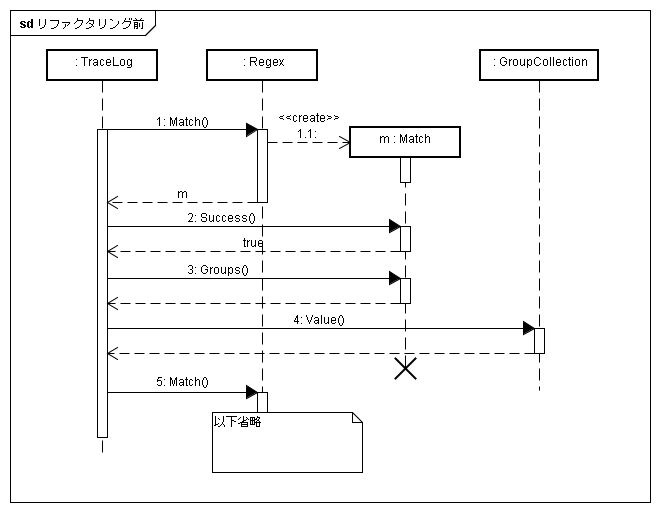 sd リファクタリング前
: TraceLog
: Regex
: GroupCollection
1: Match()
<<create>>
1.1:
m : Match
m
2: Success()
true
3: Groups()
4: Value()
5: Match()
以下省略